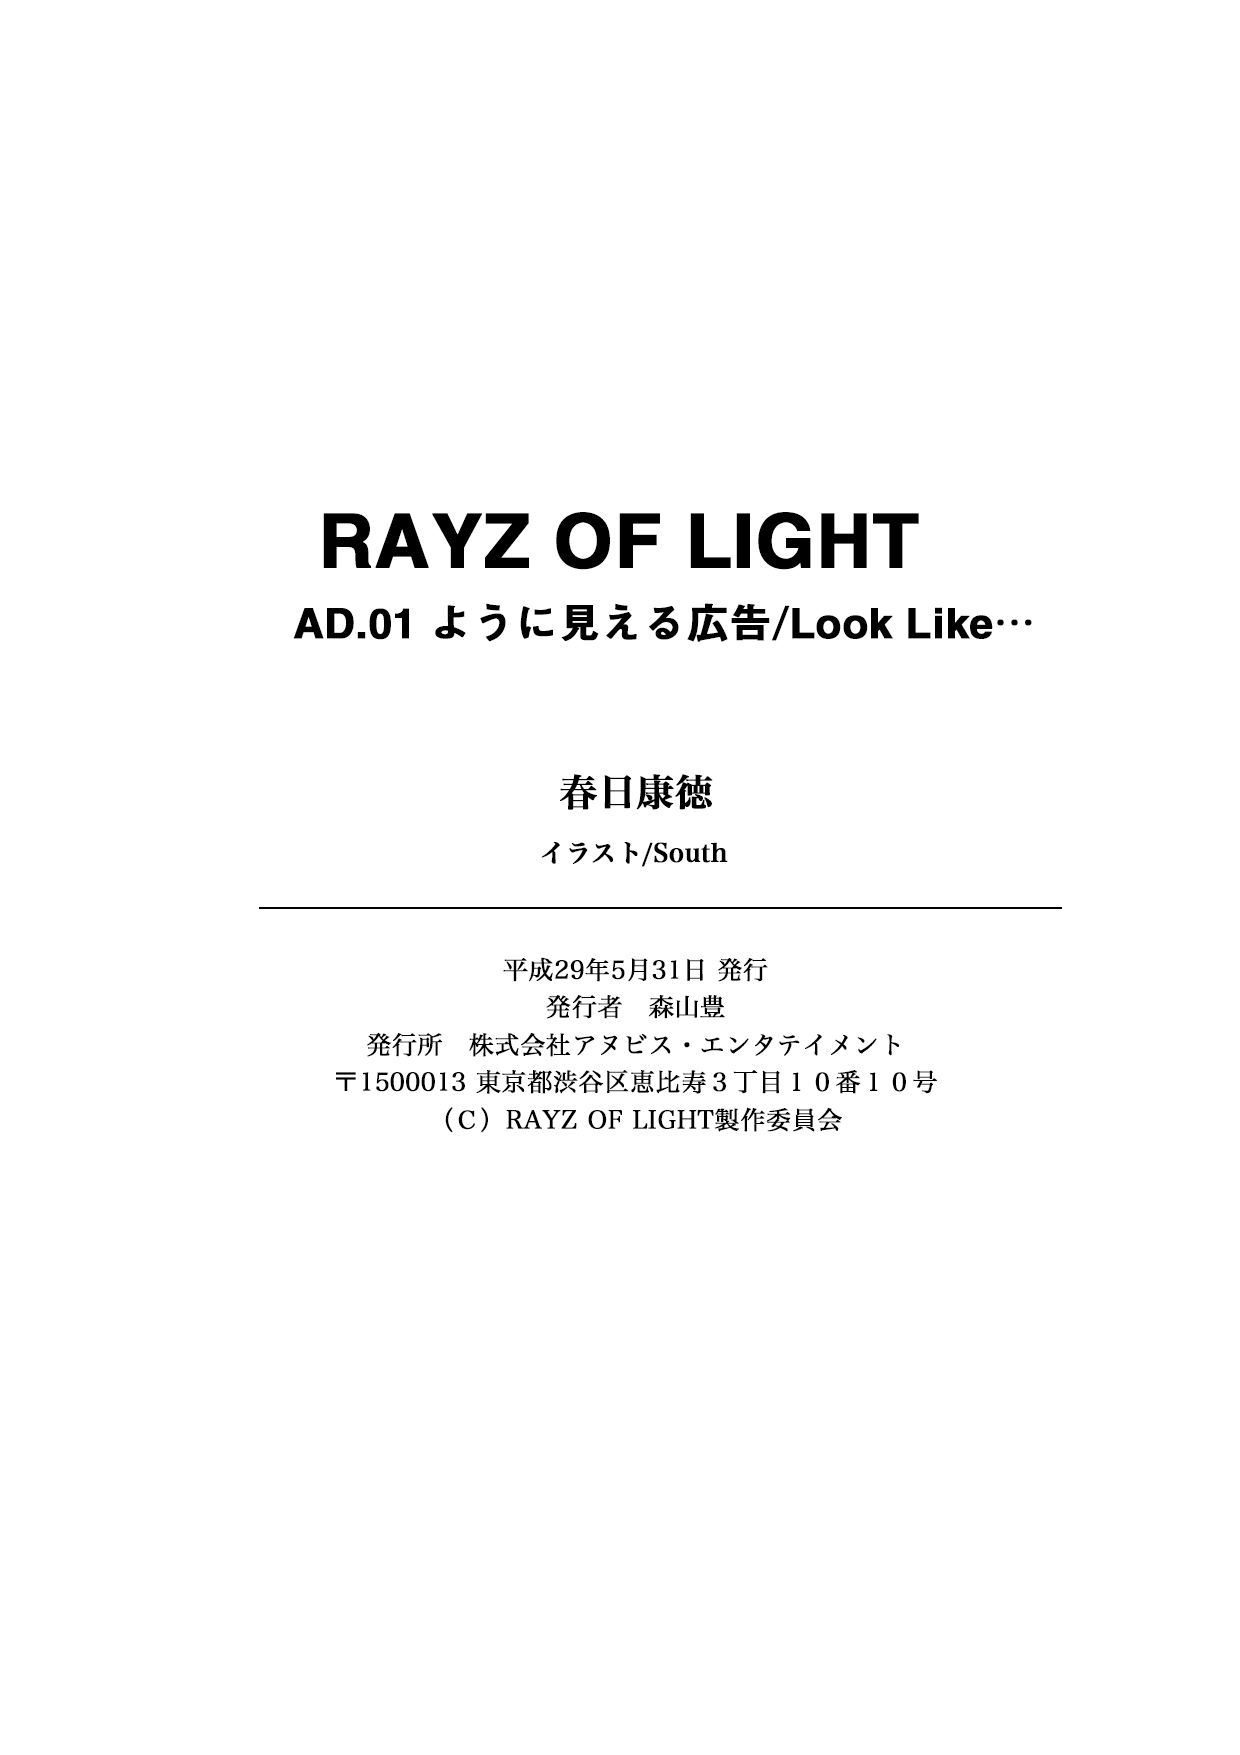 RAYZ OF LIGHT
AD.01 ように見える広告/Look Like…
春日康徳
イラスト/South
平成29年5月31日 発行
発行者　森山豊
発行所　株式会社アヌビス・エンタテイメント
〒1500013 東京都渋谷区恵比寿３丁目１０番１０号
（C）RAYZ OF LIGHT製作委員会